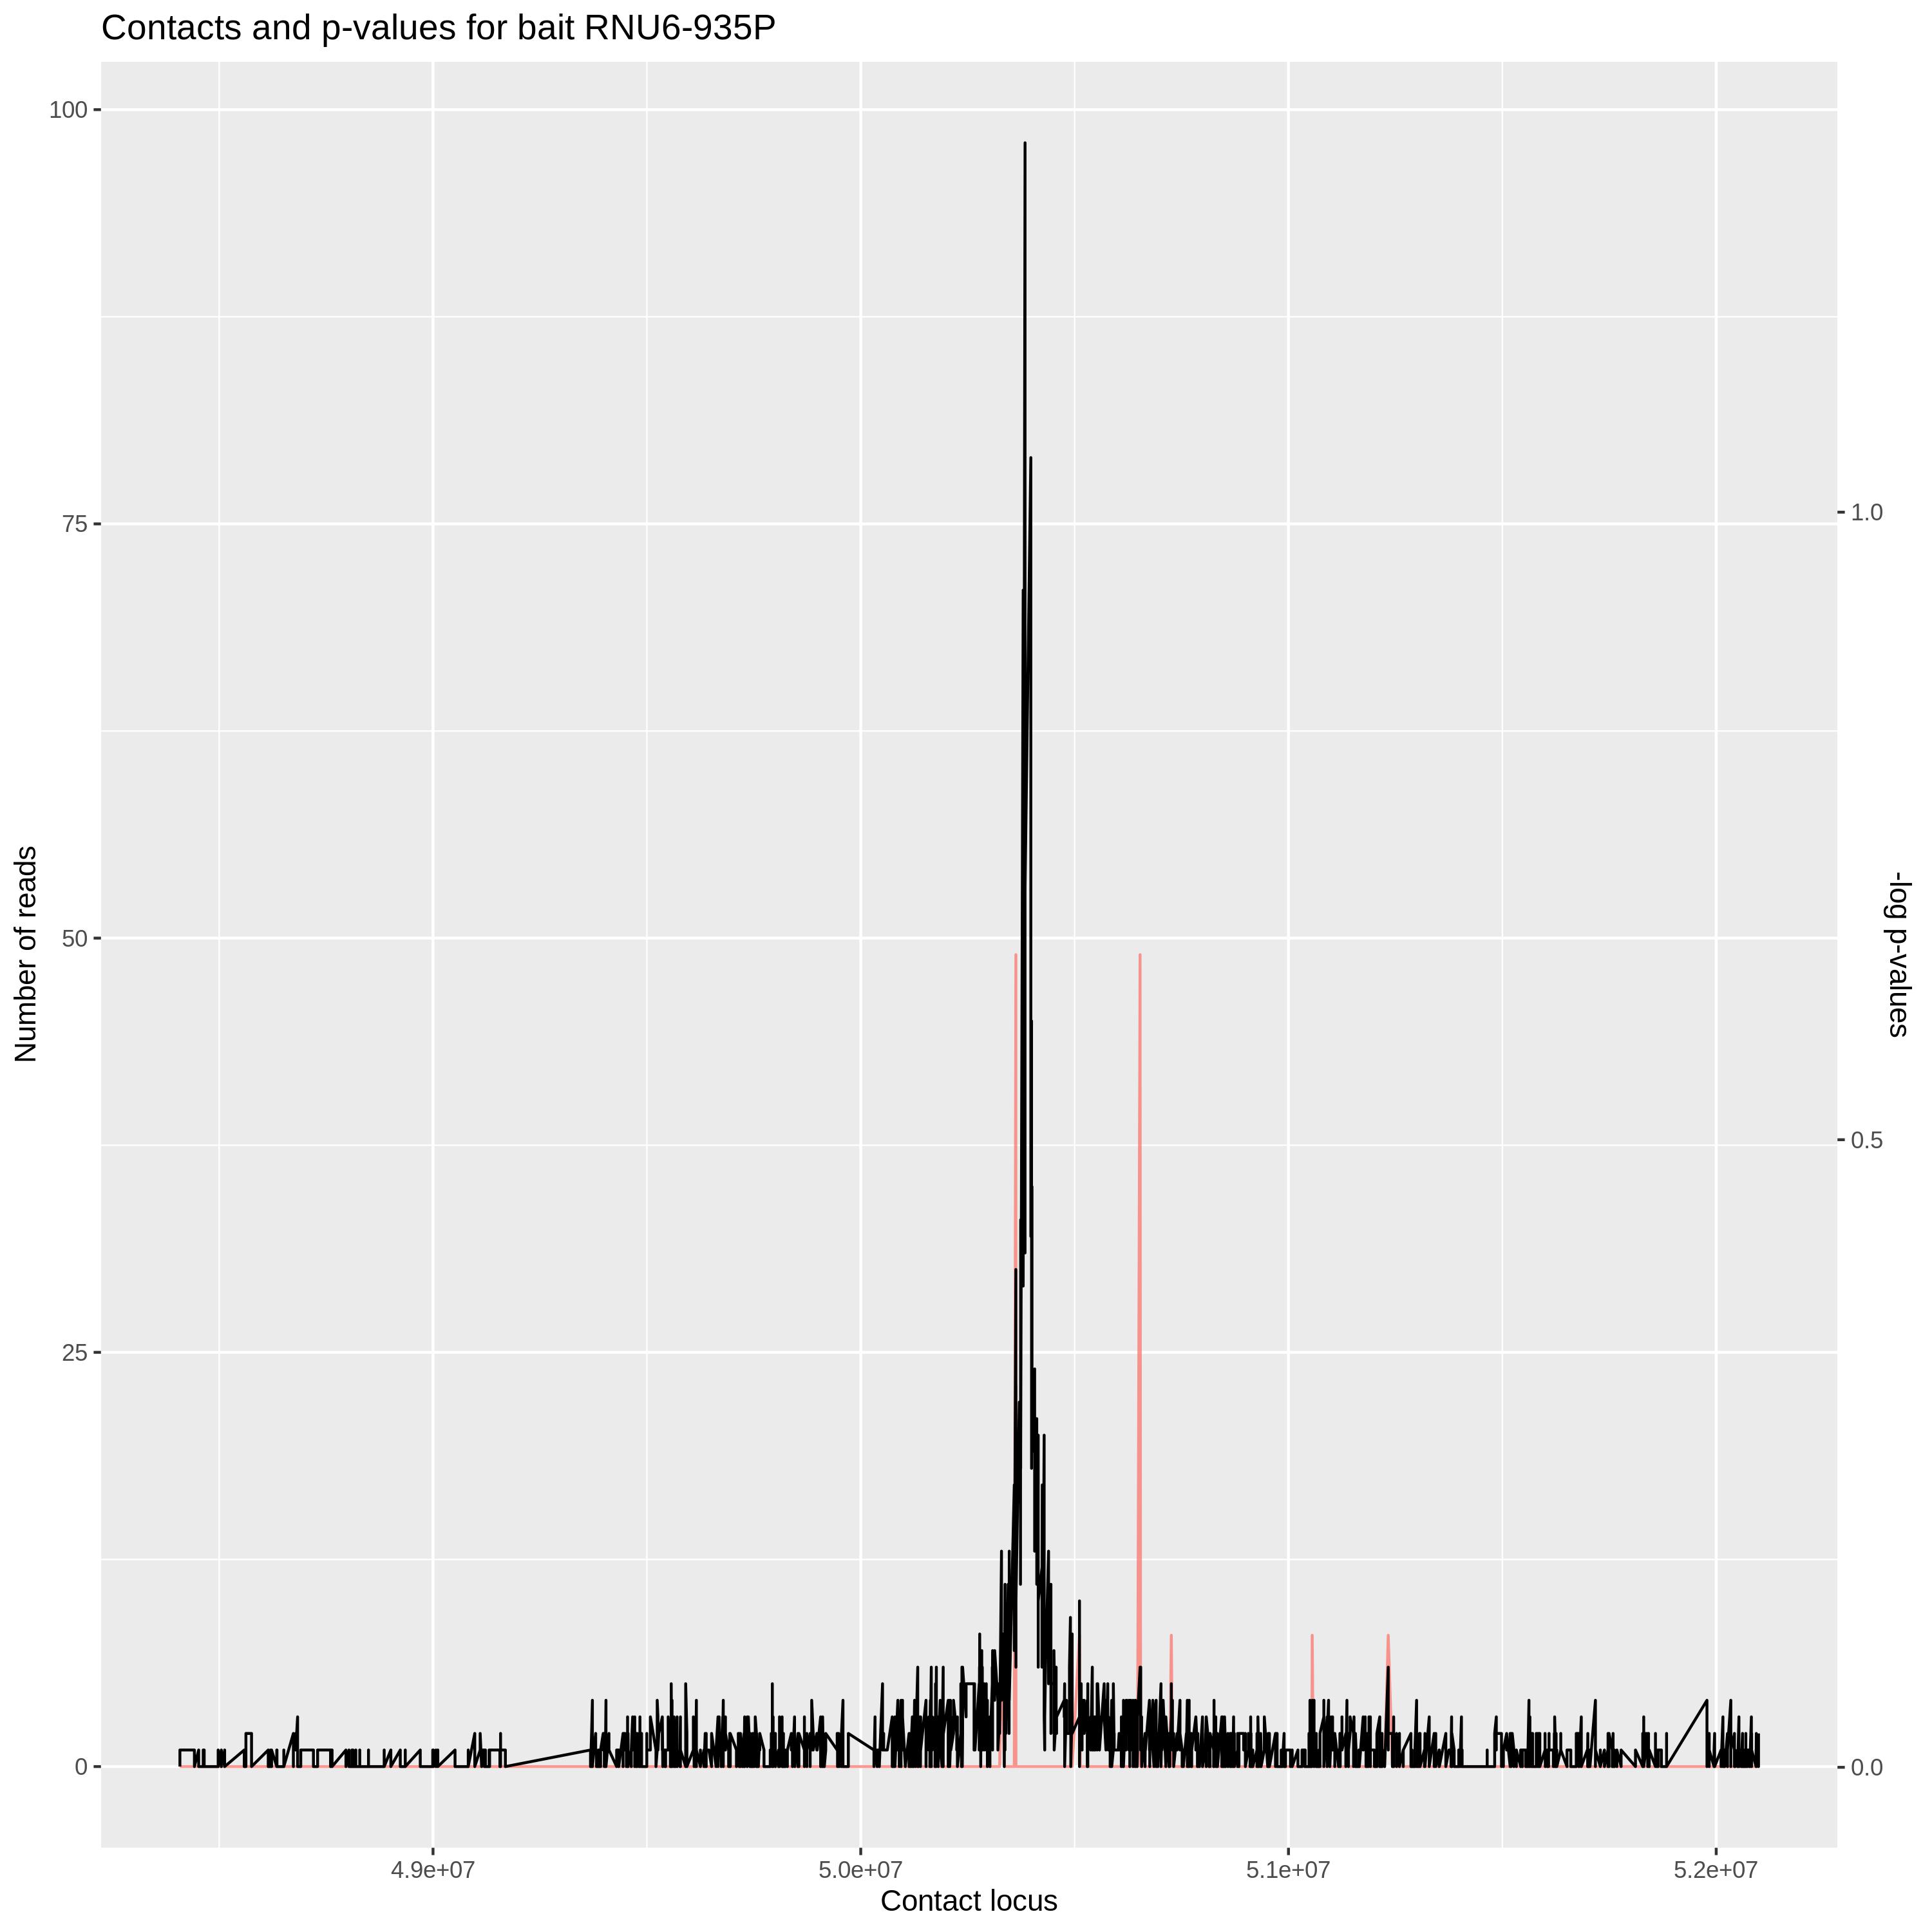 Contacts and p-values for bait RNU6-935P
100
75
50
25
0
Number of reads
1.0
0.5
0.0
-log p-values
4.9e+07
5.0e+07
5.1e+07
5.2e+07
Contact locus